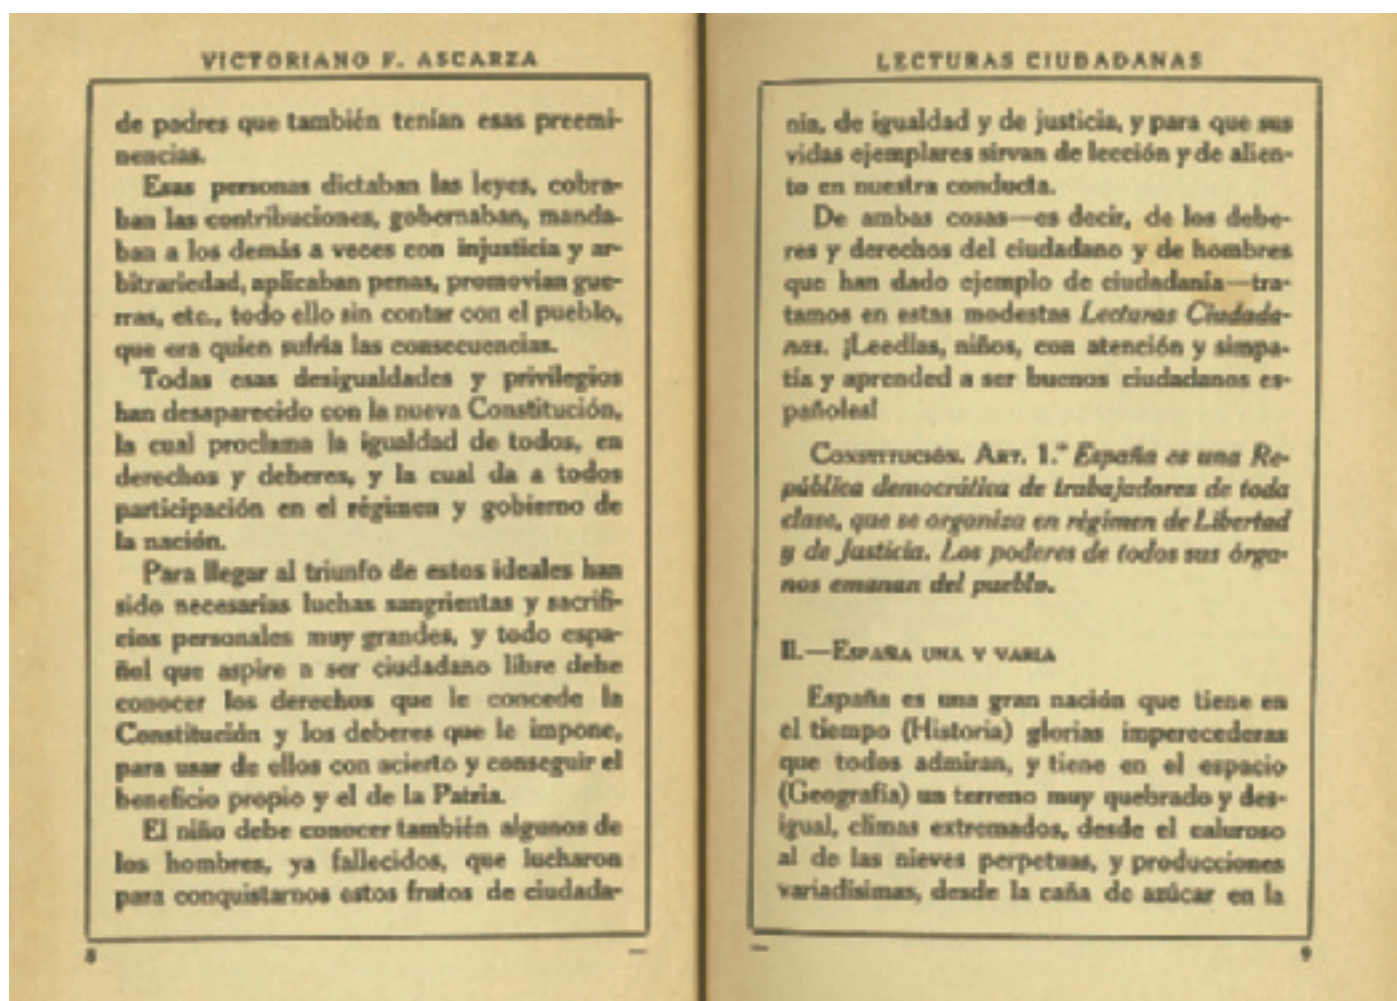 VICTORIANO F. ASCARZA
de padres que también tenían esas preemi-
nencias.
Esas personas dictaban las leyes, cobra-
ban las contribuciones, gobernaban, manda-
ban a los demás a veces con injusticia y ar-
bitrariedad, aplicaban penas, promovían gue-
rras, etc., todo ello sin contar con el pueblo,
que era quien sufría las consecuencias.
Todas esas desigualdades y privilegios
han desaparecido con la nueva Constitución,
la cual proclama la igualdad de todos, en
derechos y deberes, y la cual da a todos
participación en el régimen y gobierno de
la nación.
Para llegar al triunfo de estos ideales han
sido necesarias luchas sangrientas y sacrifi-
cios personales muy grandes, y todo espa-
ñol que aspire a ser ciudadano libre debe
conocer los derechos que le concede la
Constitución y los deberes que le impone,
para usar de ellos con acierto y conseguir el
beneficio propio y el de la Patria.
El niño debe conocer también algunos de
los hombres, ya fallecidos, que lucharon
para conquistarnos estos frutos de ciudada-
8
LECTURAS CIUDADANAS
nía, de igualdad y de justicia, y para que sus
vidas ejemplares sirvan de lección y de alien-
to en nuestra conducta.
De ambas cosas—es decir, de los debe-
res y derechos del ciudadano y de hombres
que han dado ejemplo de ciudadanía—tra-
tamos en estas modestas Lecturas Ciudada-
nas. ¡Leedlas, niños, con atención y simpa-
tía y aprended a ser buenos ciudadanos es-
pañoles!
CONSTITUCIÓN. ART. 1.º España es una Re-
pública democrática de trabajadores de toda
clase, que se organiza en régimen de Libertad
y de Justicia. Los poderes de todos sus órga-
nos emanan del pueblo.
II.—ESPAÑA UNA Y VARIA
España es una gran nación que tiene en
el tiempo (Historia) glorias imperecederas
que todos admiran, y tiene en el espacio
(Geografía) un terreno muy quebrado y des-
igual, climas extremados, desde el caluroso
al de las nieves perpetuas, y producciones
variadísimas, desde la caña de azúcar en la
9